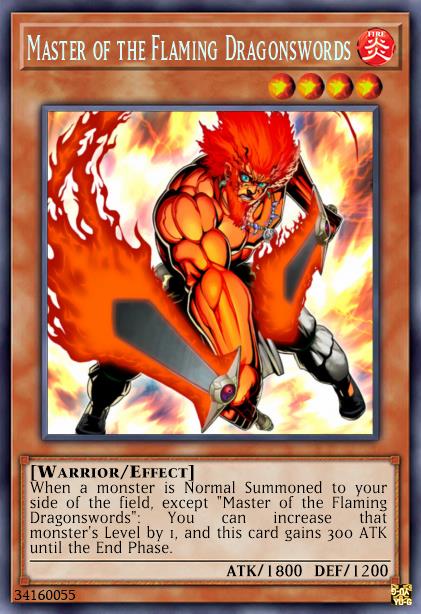 Master of the Flaming Dragonswords
FIRE
炎
[Warrior/Effect]
When a monster is Normal Summoned to your
side of the field, except "Master of the Flaming
Dragonswords": You can increase that
monster's Level by 1, and this card gains 300 ATK
until the End Phase.
ATK/1800 DEF/1200
34160055